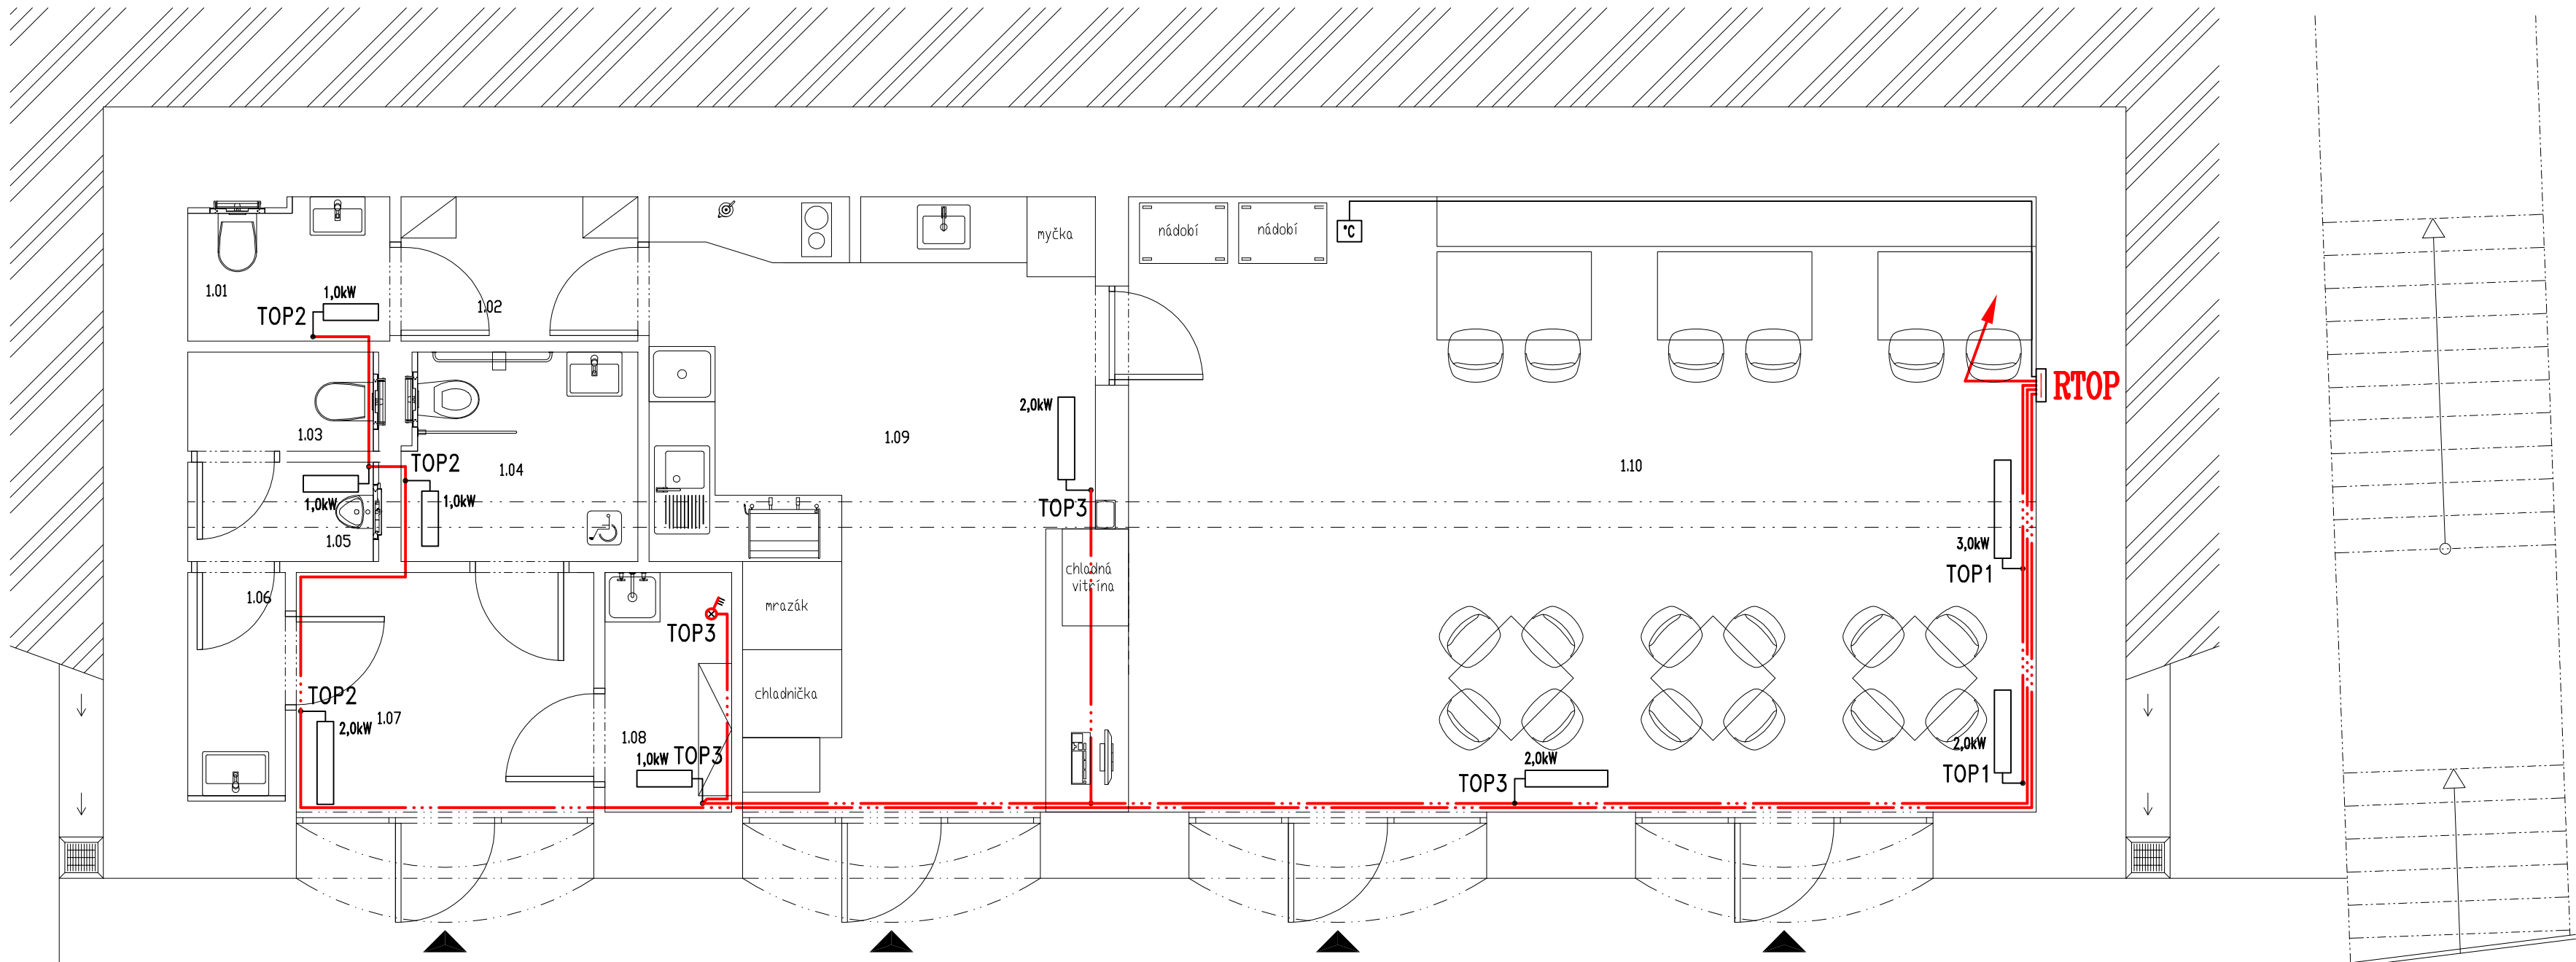 myčka
nádobí
nádobí
°C
1.01
1,0kW
TOP2
1.02
RTOP
2,0kW
1.03
TOP2
1.04
1.09
1.10
1,0kW
1,0kW
TOP3
1.05
3,0kW
TOP1
chladná
vitrína
1.06
mrazák
TOP3
TOP2
chladnička
1.07
2,0kW
1.08
1,0kW
TOP3
2,0kW
TOP3
2,0kW
TOP1